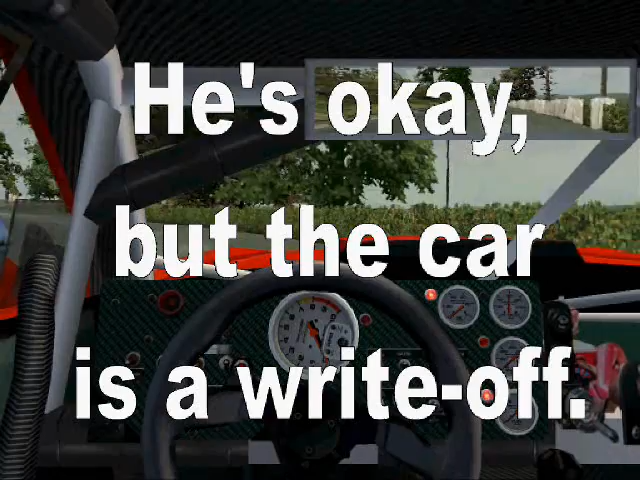 He's okay,
but the car
is a write-off.